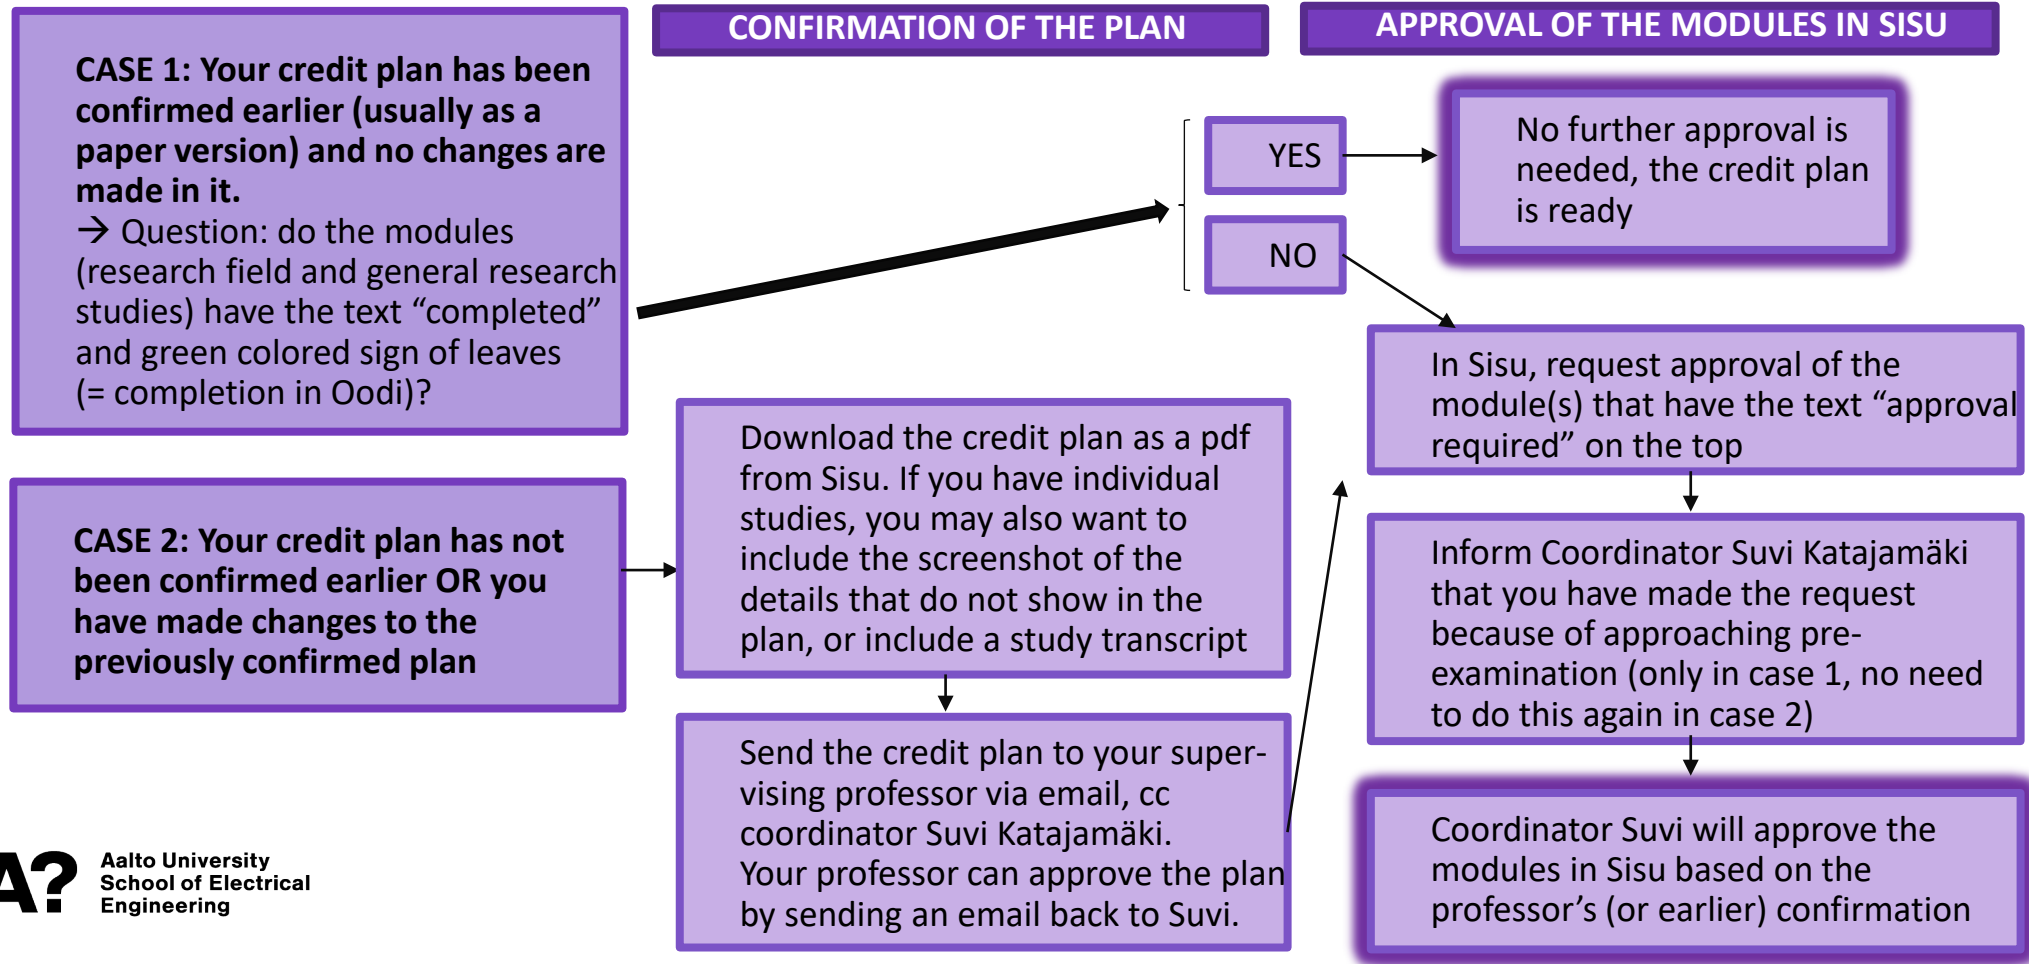 CONFIRMATION OF THE PLAN
APPROVAL OF THE MODULES IN SISU
CASE 1: Your credit plan has been
confirmed earlier (usually as a
paper version) and no changes are
made in it.
→ Question: do the modules
(research field and general research
studies) have the text “completed”
and green colored sign of leaves
(= completion in Oodi)?
YES
No further approval is
needed, the credit plan
is ready
NO
In Sisu, request approval of the
module(s) that have the text “approval
required” on the top
CASE 2: Your credit plan has not
been confirmed earlier OR you
have made changes to the
previously confirmed plan
Download the credit plan as a pdf
from Sisu. If you have individual
studies, you may also want to
include the screenshot of the
details that do not show in the
plan, or include a study transcript
Send the credit plan to your super-
vising professor via email, cc
coordinator Suvi Katajamäki.
Your professor can approve the plan
by sending an email back to Suvi.
Inform Coordinator Suvi Katajamäki
that you have made the request
because of approaching pre-
examination (only in case 1, no need
to do this again in case 2)
Coordinator Suvi will approve the
modules in Sisu based on the
professor’s (or earlier) confirmation
A?
Aalto University
School of Electrical
Engineering